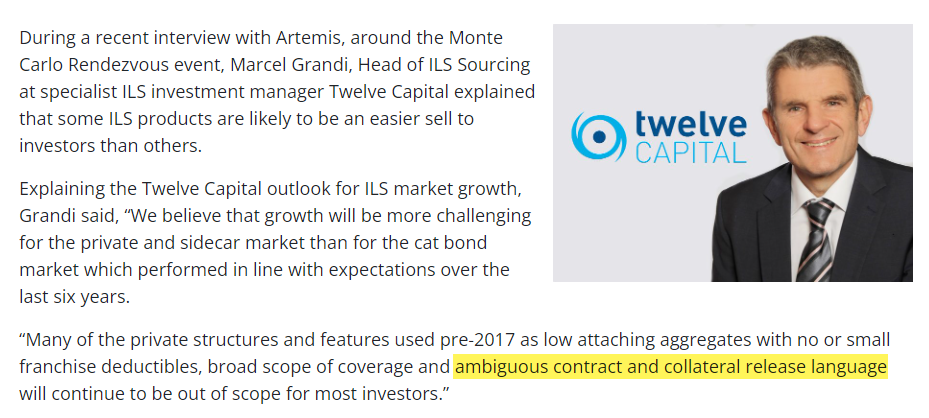 During a recent interview with Artemis, around the Monte
Carlo Rendezvous event, Marcel Grandi, Head of ILS Sourcing
at specialist ILS investment manager Twelve Capital explained
that some ILS products are likely to be an easier sell to
investors than others.
twelve
CAPITAL
Explaining the Twelve Capital outlook for ILS market growth,
Grandi said, “We believe that growth will be more challenging
for the private and sidecar market than for the cat bond
market which performed in line with expectations over the
last six years.
“Many of the private structures and features used pre-2017 as low attaching aggregates with no or small
franchise deductibles, broad scope of coverage and ambiguous contract and collateral release language
will continue to be out of scope for most investors.”